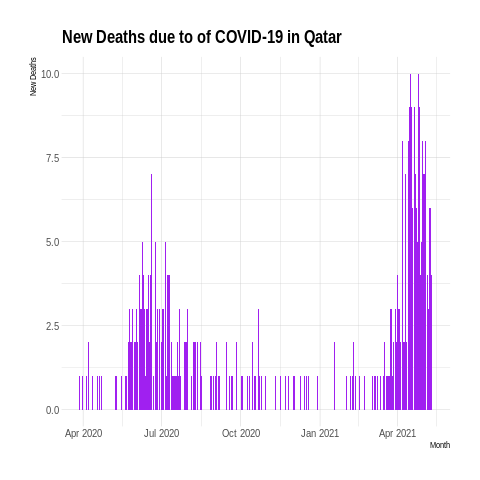 New Deaths due to of COVID-19 in Qatar
New Deaths
10.0
7.5
5.0
2.5
0.0
Apr 2020 Jul 2020 Oct 2020 Jan 2021 Apr 2021
Month